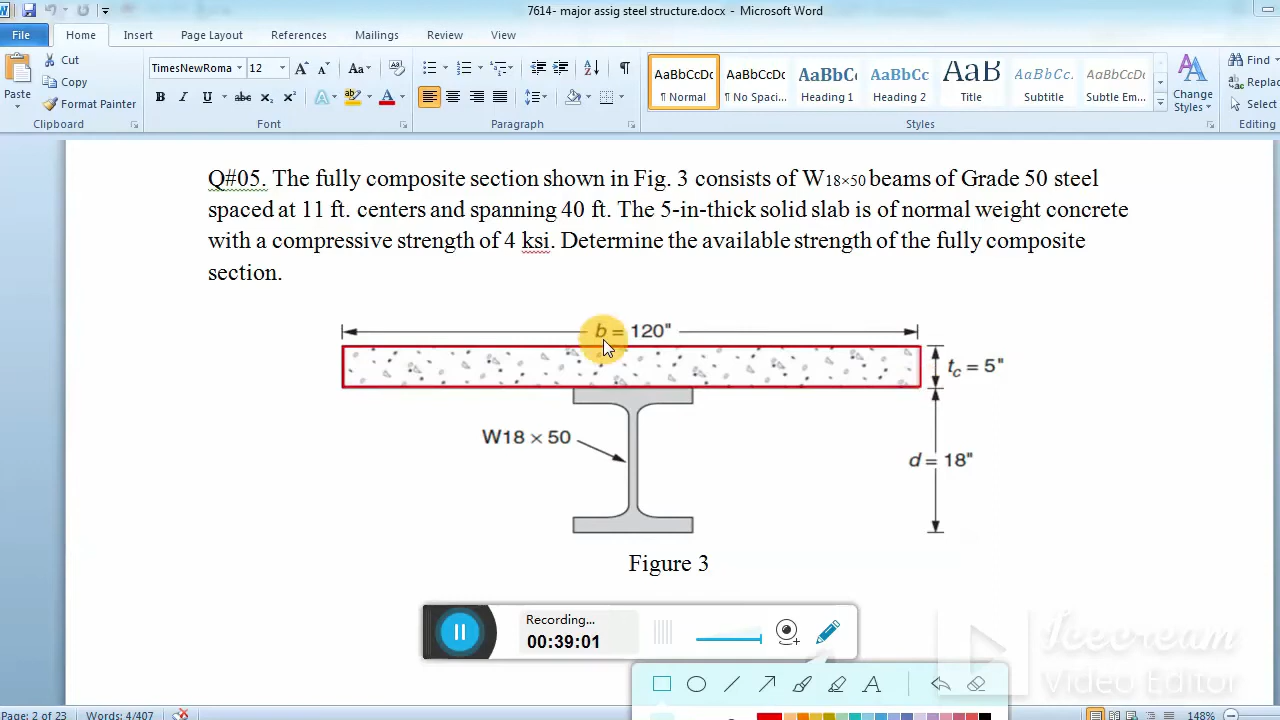 7614- major assig steel structure.docx - Microsoft Word
File Home Insert Page Layout References Mailings Review View
Paste
Cut
Copy
Format Painter
Clipboard
TimesNewRoma 12
Font
Paragraph
AaBbCcDc AaBbCcDc AaBbCc AaBbCc AaB AaBbCc. AaBbCcDc
¶ Normal ¶ No Spaci... Heading 1 Heading 2 Title Subtitle Subtle Em...
Change Styles
Styles
Find
Replac
Select
Editing
Q#05. The fully composite section shown in Fig. 3 consists of W18×50 beams of Grade 50 steel
spaced at 11 ft. centers and spanning 40 ft. The 5-in-thick solid slab is of normal weight concrete
with a compressive strength of 4 ksi. Determine the available strength of the fully composite
section.
b = 120"
tc = 5"
W18 × 50
d = 18"
Figure 3
Recording...
00:39:01
Icecream
Video Editor
Page: 2 of 23 Words: 4/407 148%